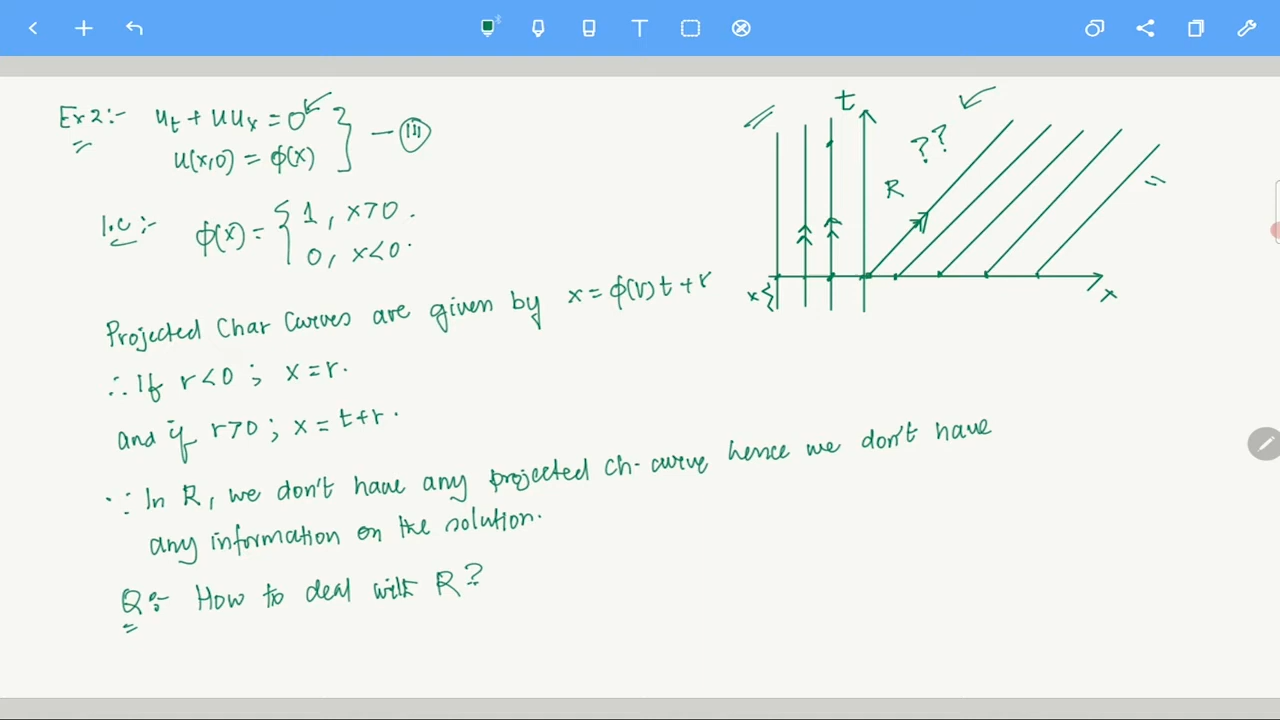 Ex 2:- u_t + u u_x = 0
u(x,0) = ϕ(x) } — (III)
I.C :- ϕ(x) = { 1, x>0.
0, x<0.
Projected Char Curves are given by x = ϕ(r)t + r
∴ If r<0 ; x = r.
and if r>0 ; x = t+r.
∵ In R, we don't have any projected ch- curve hence we don't have
any information on the solution.
Q:- How to deal with R?
t
??
R
x
x
T